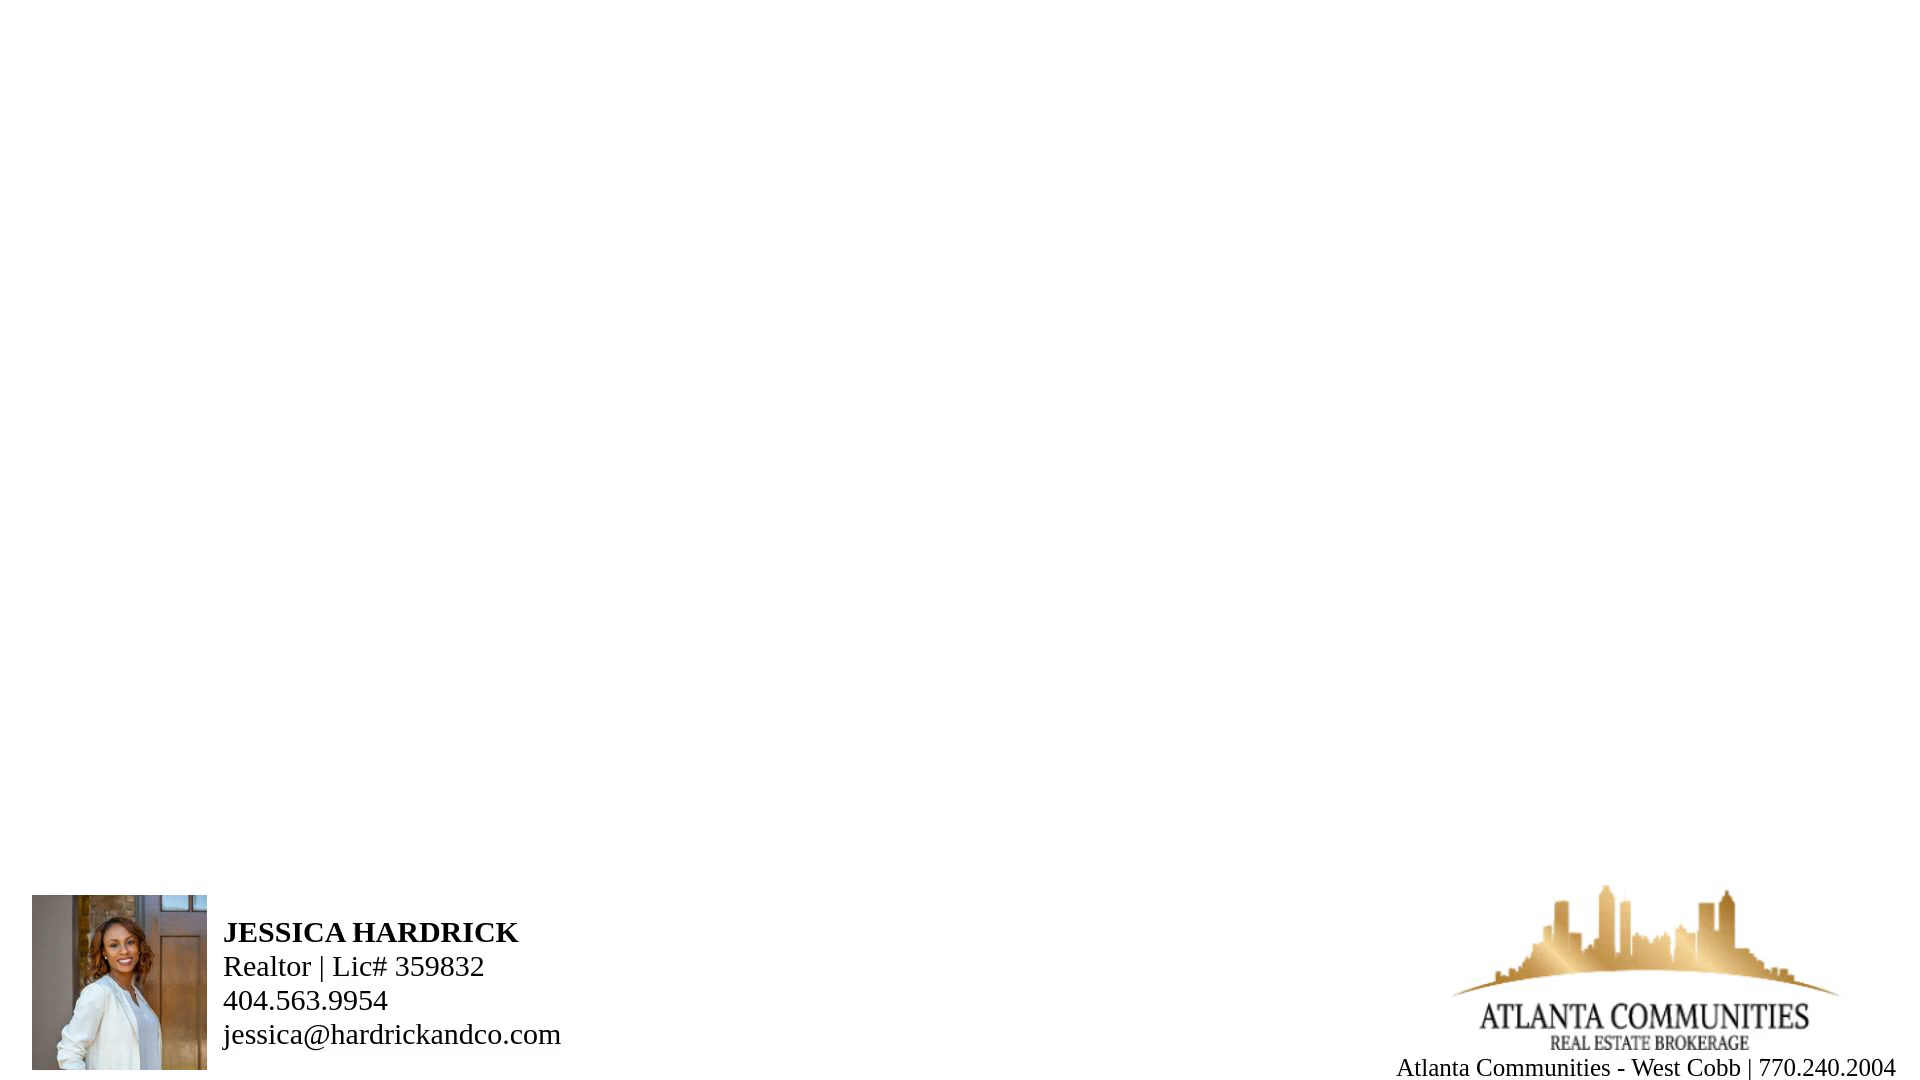 JESSICA HARDRICK
Realtor | Lic# 359832
404.563.9954
jessica@hardrickandco.com
ATLANTA COMMUNITIES
REAL ESTATE BROKERAGE
Atlanta Communities - West Cobb | 770.240.2004